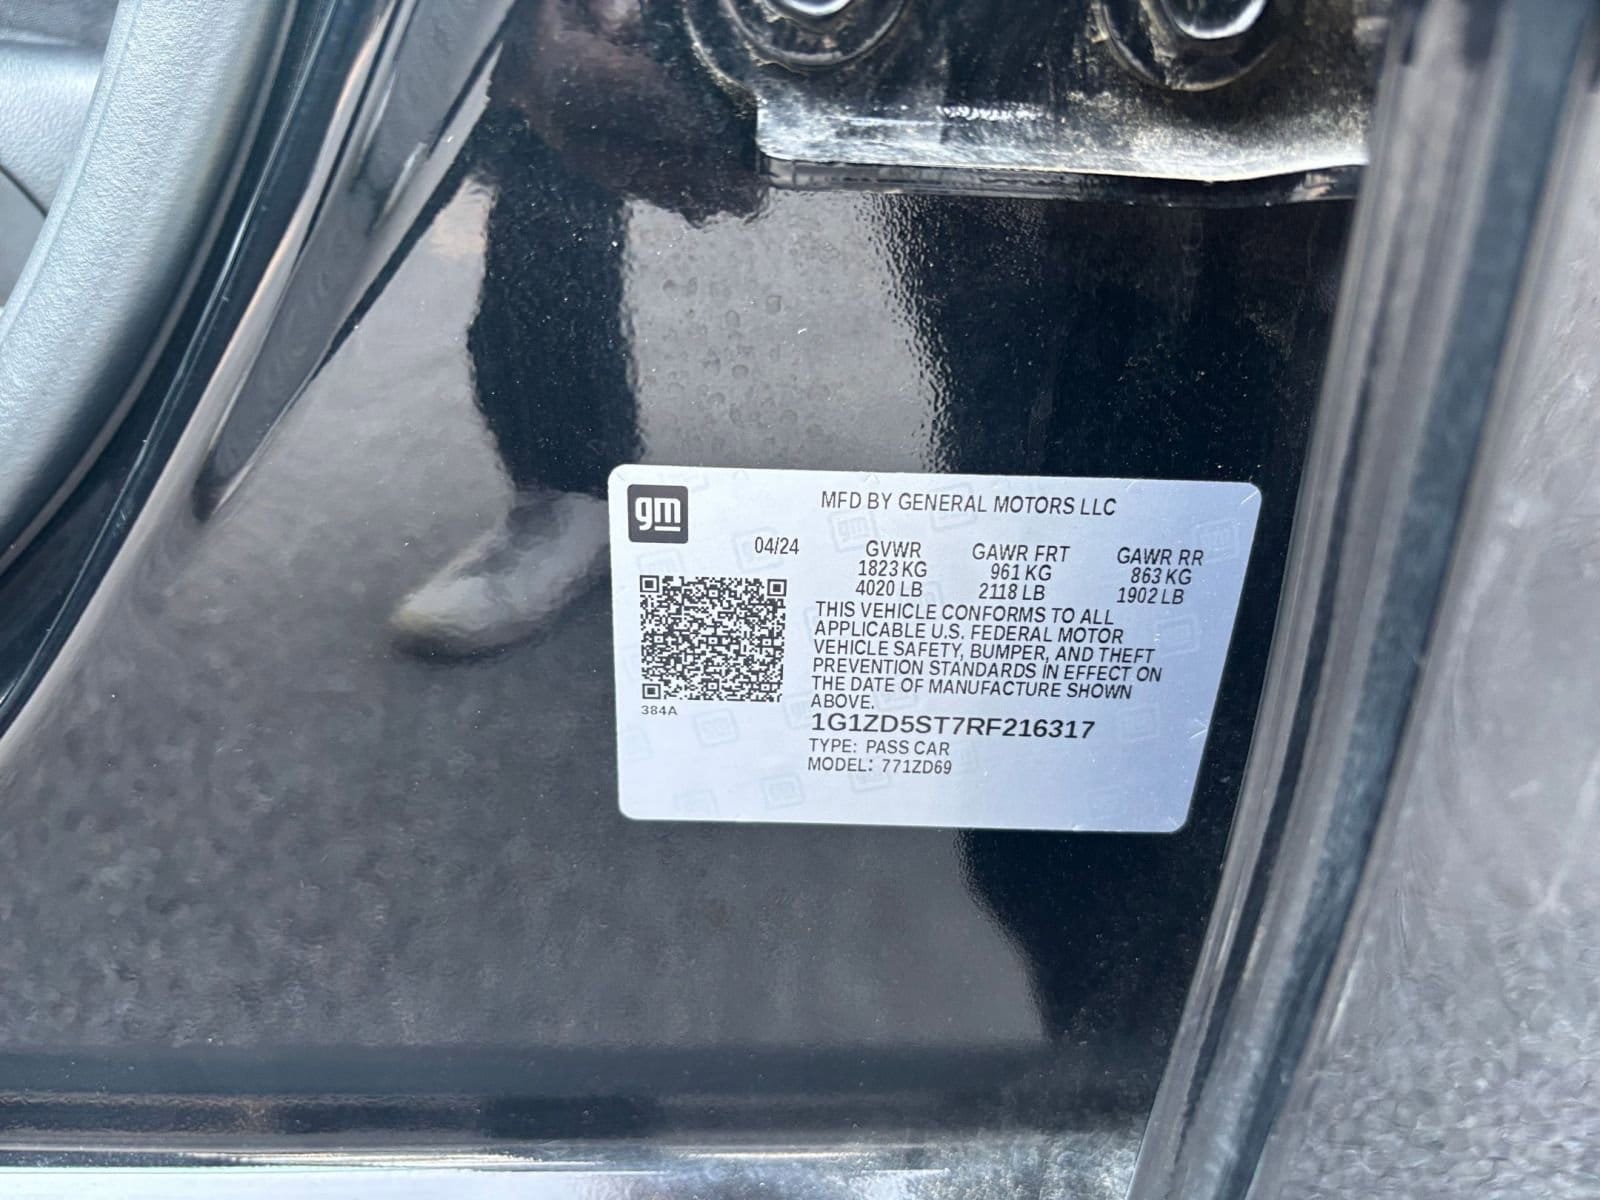 gm
MFD BY GENERAL MOTORS LLC
04/24 GVWR GAWR FRT GAWR RR
1823 KG 961 KG 863 KG
4020 LB 2118 LB 1902 LB
THIS VEHICLE CONFORMS TO ALL
APPLICABLE U.S. FEDERAL MOTOR
VEHICLE SAFETY, BUMPER, AND THEFT
PREVENTION STANDARDS IN EFFECT ON
THE DATE OF MANUFACTURE SHOWN
ABOVE.
384A
1G1ZD5ST7RF216317
TYPE: PASS CAR
MODEL: 771ZD69